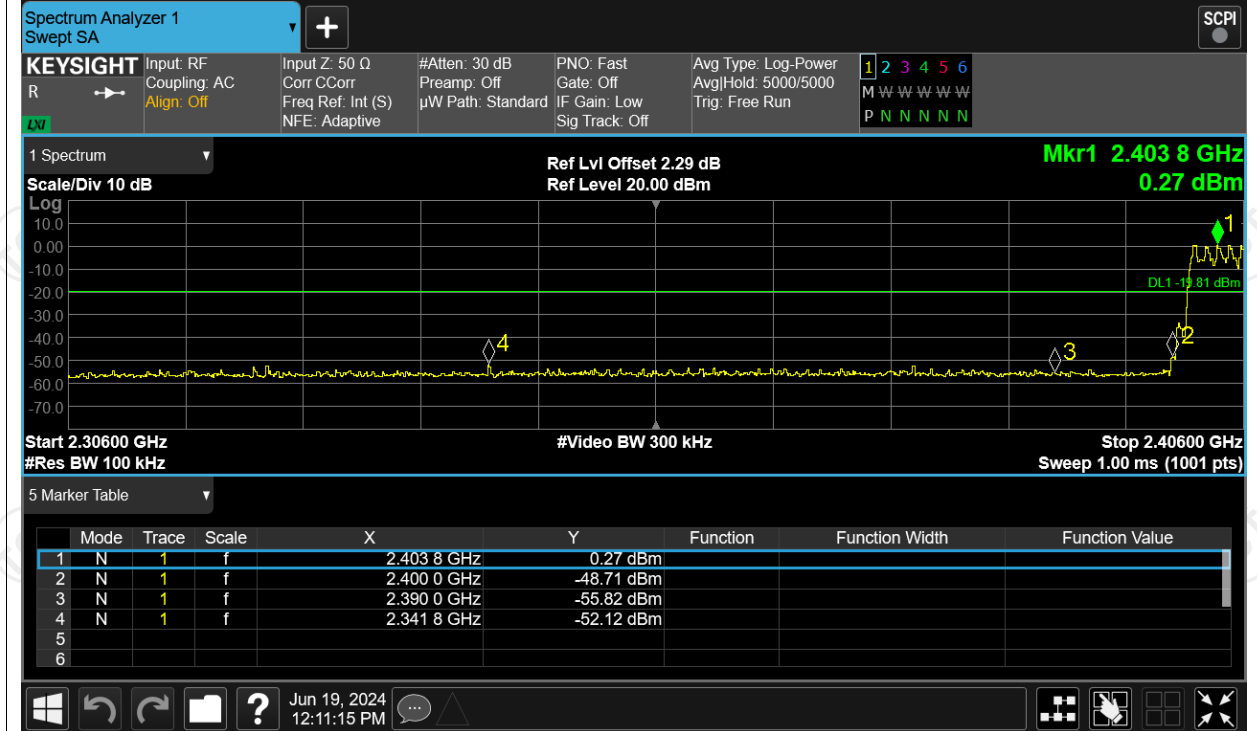 Spectrum Analyzer 1
Swept SA
+
SCPI
KEYSIGHT
R
LXI
Input: RF
Coupling: AC
Align: Off
Input Z: 50 Ω
Corr CCorr
Freq Ref: Int (S)
NFE: Adaptive
#Atten: 30 dB
Preamp: Off
µW Path: Standard
PNO: Fast
Gate: Off
IF Gain: Low
Sig Track: Off
Avg Type: Log-Power
Avg|Hold: 5000/5000
Trig: Free Run
1 2 3 4 5 6
M W W W W W
P N N N N N
1 Spectrum
Scale/Div 10 dB
Ref Lvl Offset 2.29 dB
Ref Level 20.00 dBm
Mkr1 2.403 8 GHz
0.27 dBm
Log
10.0
0.00
-10.0
-20.0
-30.0
-40.0
-50.0
-60.0
-70.0
1
DL1 -19.81 dBm
2
3
4
Start 2.30600 GHz
#Video BW 300 kHz
Stop 2.40600 GHz
#Res BW 100 kHz
Sweep 1.00 ms (1001 pts)
5 Marker Table
Mode Trace Scale X Y Function Function Width Function Value
1 N 1 f 2.403 8 GHz 0.27 dBm
2 N 1 f 2.400 0 GHz -48.71 dBm
3 N 1 f 2.390 0 GHz -55.82 dBm
4 N 1 f 2.341 8 GHz -52.12 dBm
5
6
?
Jun 19, 2024
12:11:15 PM